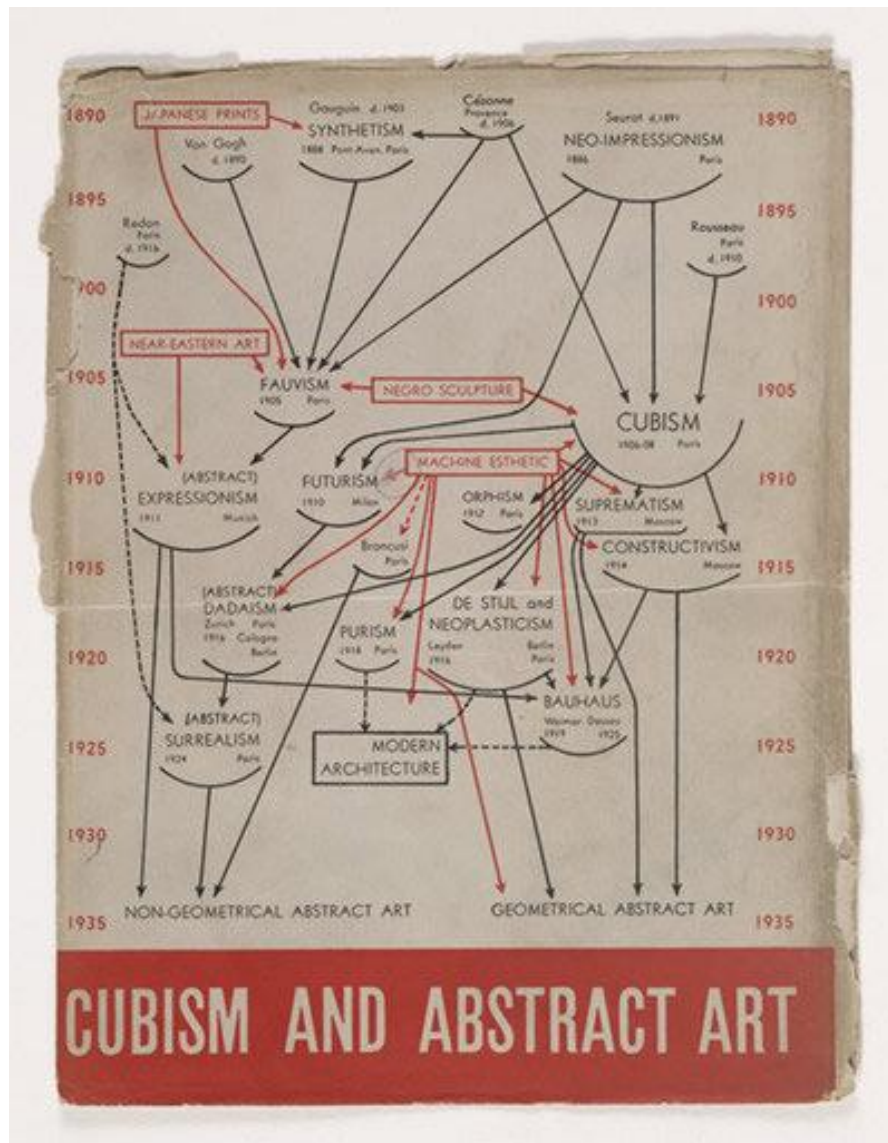 1890
JAPANESE PRINTS
Gauguin d. 1903
SYNTHETISM
1888 Pont-Aven, Paris
Cézanne
Provence
d. 1906
Seurat d. 1891
NEO-IMPRESSIONISM
1886 Paris
1890
Van Gogh
d. 1890
1895
1895
Redon
Paris
d. 1916
Rousseau
Paris
d. 1910
900
1900
NEAR-EASTERN ART
1905
FAUVISM
1905 Paris
NEGRO SCULPTURE
CUBISM
1906-08 Paris
1905
1910
(ABSTRACT)
EXPRESSIONISM
1911 Munich
FUTURISM
1910 Milan
MACHINE ESTHETIC
ORPHISM
1912 Paris
SUPREMATISM
1913 Moscow
1910
Brancusi
Paris
CONSTRUCTIVISM
1914 Moscow
1915
1915
(ABSTRACT)
DADAISM
Zurich Paris
1916 Cologne
Berlin
PURISM
1918 Paris
DE STIJL and
NEOPLASTICISM
Leyden Berlin
1916 Paris
1920
1920
(ABSTRACT)
SURREALISM
1924 Paris
MODERN
ARCHITECTURE
BAUHAUS
Weimar Dessau
1919 1925
1925
1925
1930
1930
1935
NON-GEOMETRICAL ABSTRACT ART
GEOMETRICAL ABSTRACT ART
1935
CUBISM AND ABSTRACT ART